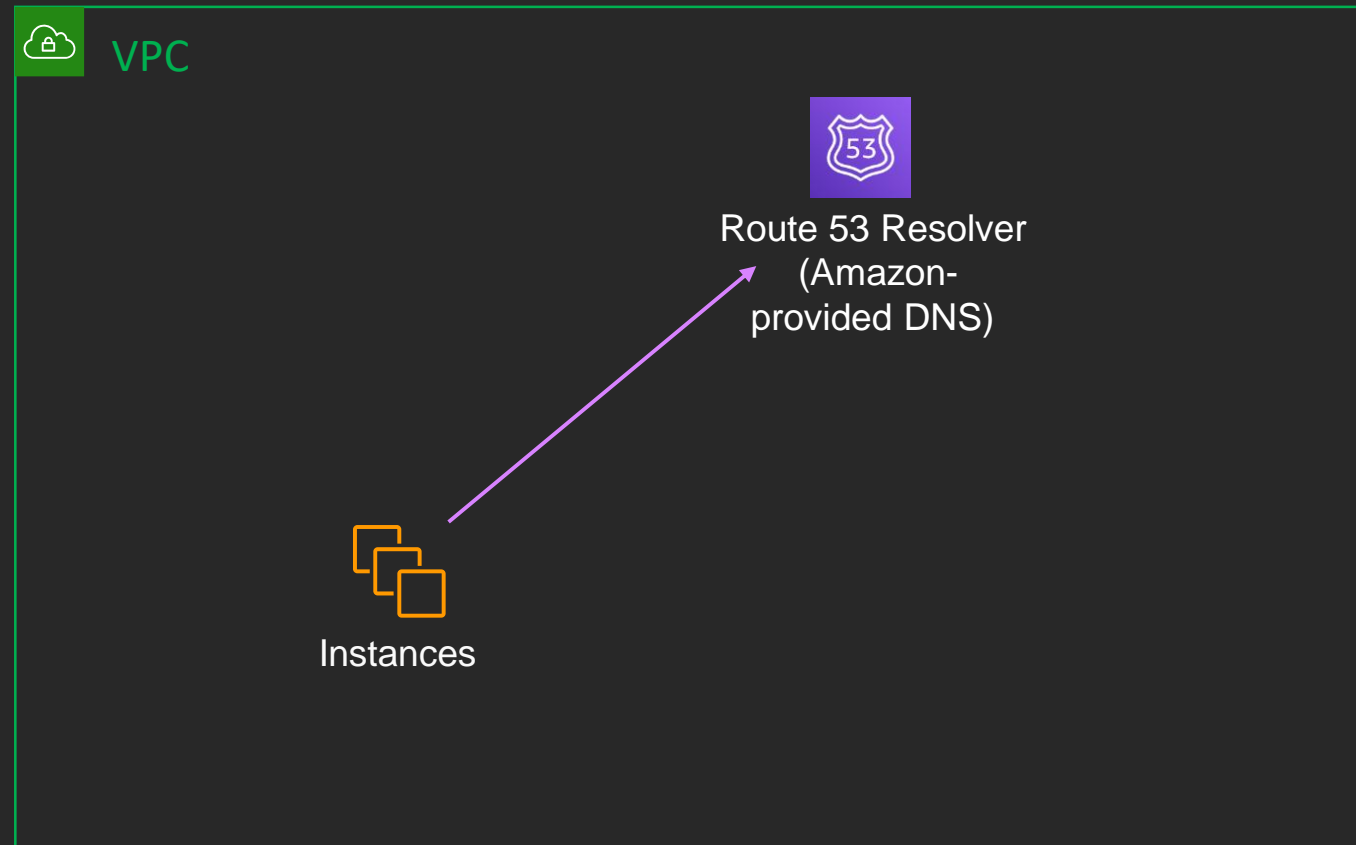 VPC
53
Route 53 Resolver
(Amazon-
provided DNS)
Instances